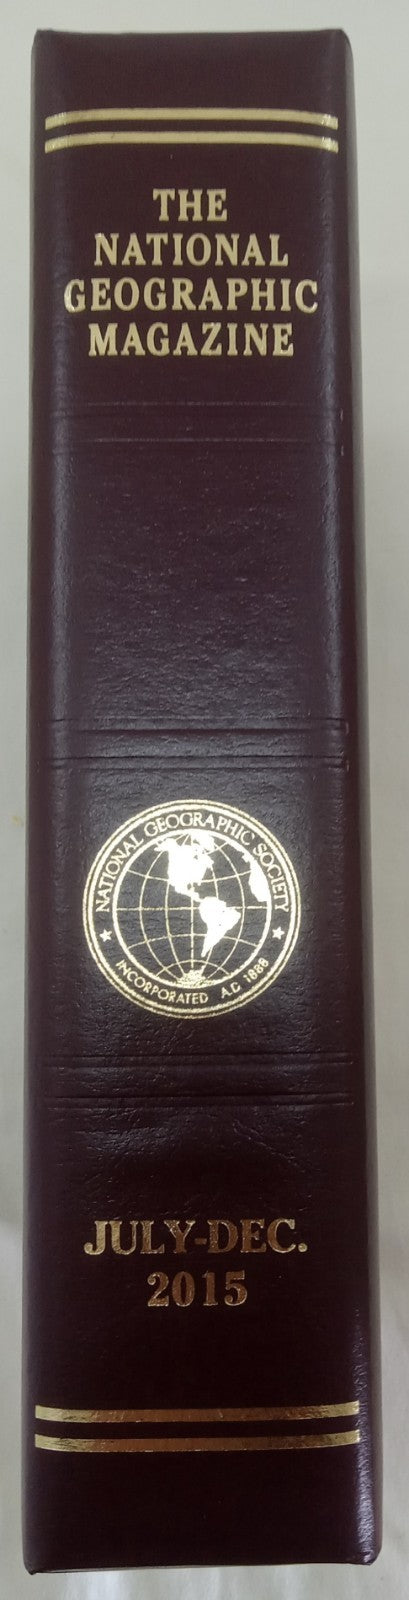 THE
NATIONAL
GEOGRAPHIC
MAGAZINE
NATIONAL GEOGRAPHIC SOCIETY
INCORPORATED A.D. 1888
JULY-DEC.
2015